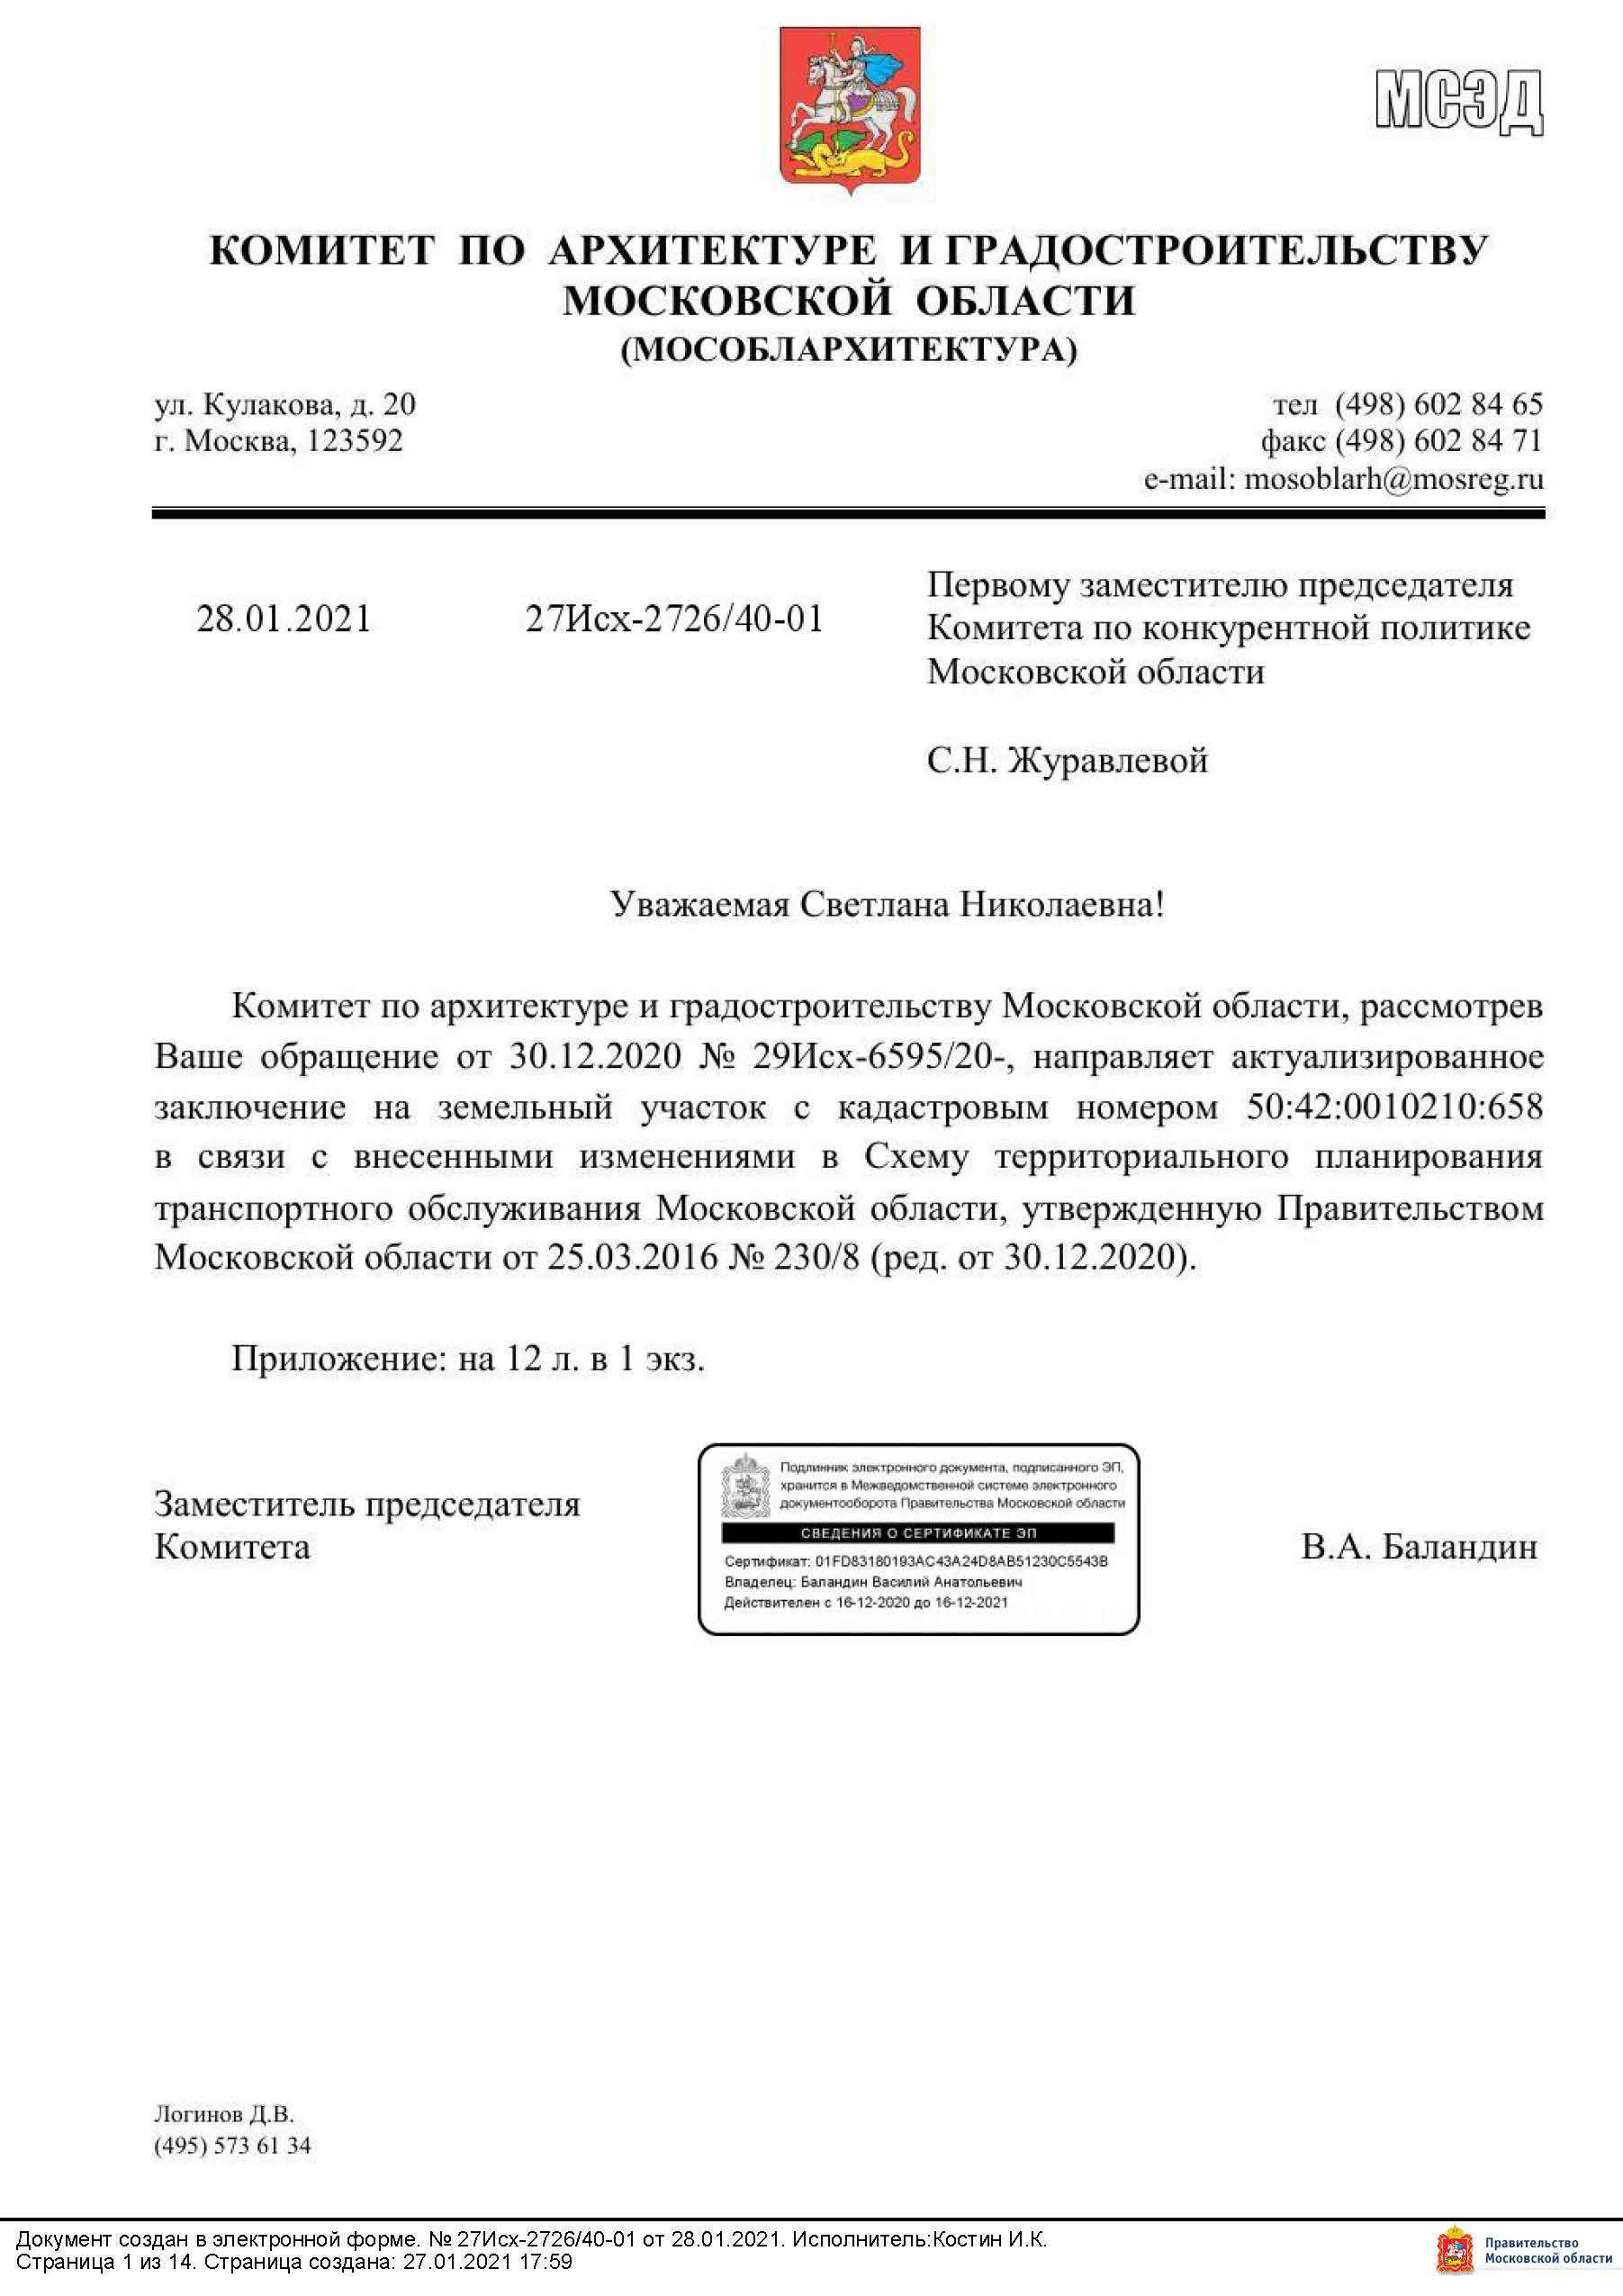 МСЭД
КОМИТЕТ ПО АРХИТЕКТУРЕ И ГРАДОСТРОИТЕЛЬСТВУ
МОСКОВСКОЙ ОБЛАСТИ
(МОСОБЛАРХИТЕКТУРА)
ул. Кулакова, д. 20
г. Москва, 123592
тел (498) 602 84 65
факс (498) 602 84 71
e-mail: mosoblarh@mosreg.ru
28.01.2021
27Исх-2726/40-01
Первому заместителю председателя
Комитета по конкурентной политике
Московской области
С.Н. Журавлевой
Уважаемая Светлана Николаевна!
Комитет по архитектуре и градостроительству Московской области, рассмотрев
Ваше обращение от 30.12.2020 № 29Исх-6595/20-, направляет актуализированное
заключение на земельный участок с кадастровым номером 50:42:0010210:658
в связи с внесенными изменениями в Схему территориального планирования
транспортного обслуживания Московской области, утвержденную Правительством
Московской области от 25.03.2016 № 230/8 (ред. от 30.12.2020).
Приложение: на 12 л. в 1 экз.
Заместитель председателя
Комитета
Подлинник электронного документа, подписанного ЭП,
хранится в Межведомственной системе электронного
документооборота Правительства Московской области
СВЕДЕНИЯ О СЕРТИФИКАТЕ ЭП
Сертификат: 01FD83180193AC43A24D8AB51230C5543B
Владелец: Баландин Василий Анатольевич
Действителен с 16-12-2020 до 16-12-2021
В.А. Баландин
Логинов Д.В.
(495) 573 61 34
Документ создан в электронной форме. № 27Исх-2726/40-01 от 28.01.2021. Исполнитель:Костин И.К.
Страница 1 из 14. Страница создана: 27.01.2021 17:59
Правительство
Московской области